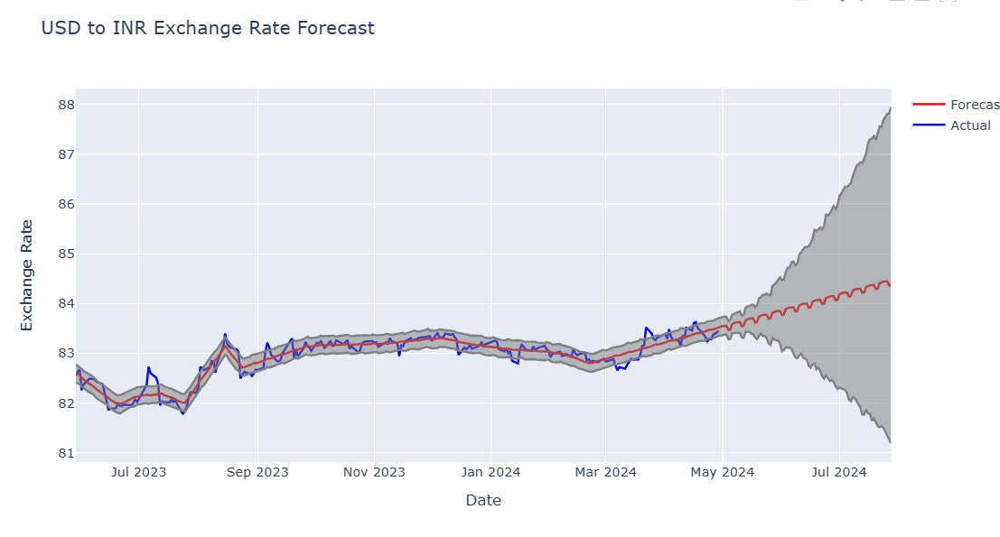 USD to INR Exchange Rate Forecast
88
87
86
85
84
83
82
81
Exchange Rate
Jul 2023
Sep 2023
Nov 2023
Jan 2024
Mar 2024
May 2024
Jul 2024
Date
Forecas
Actual